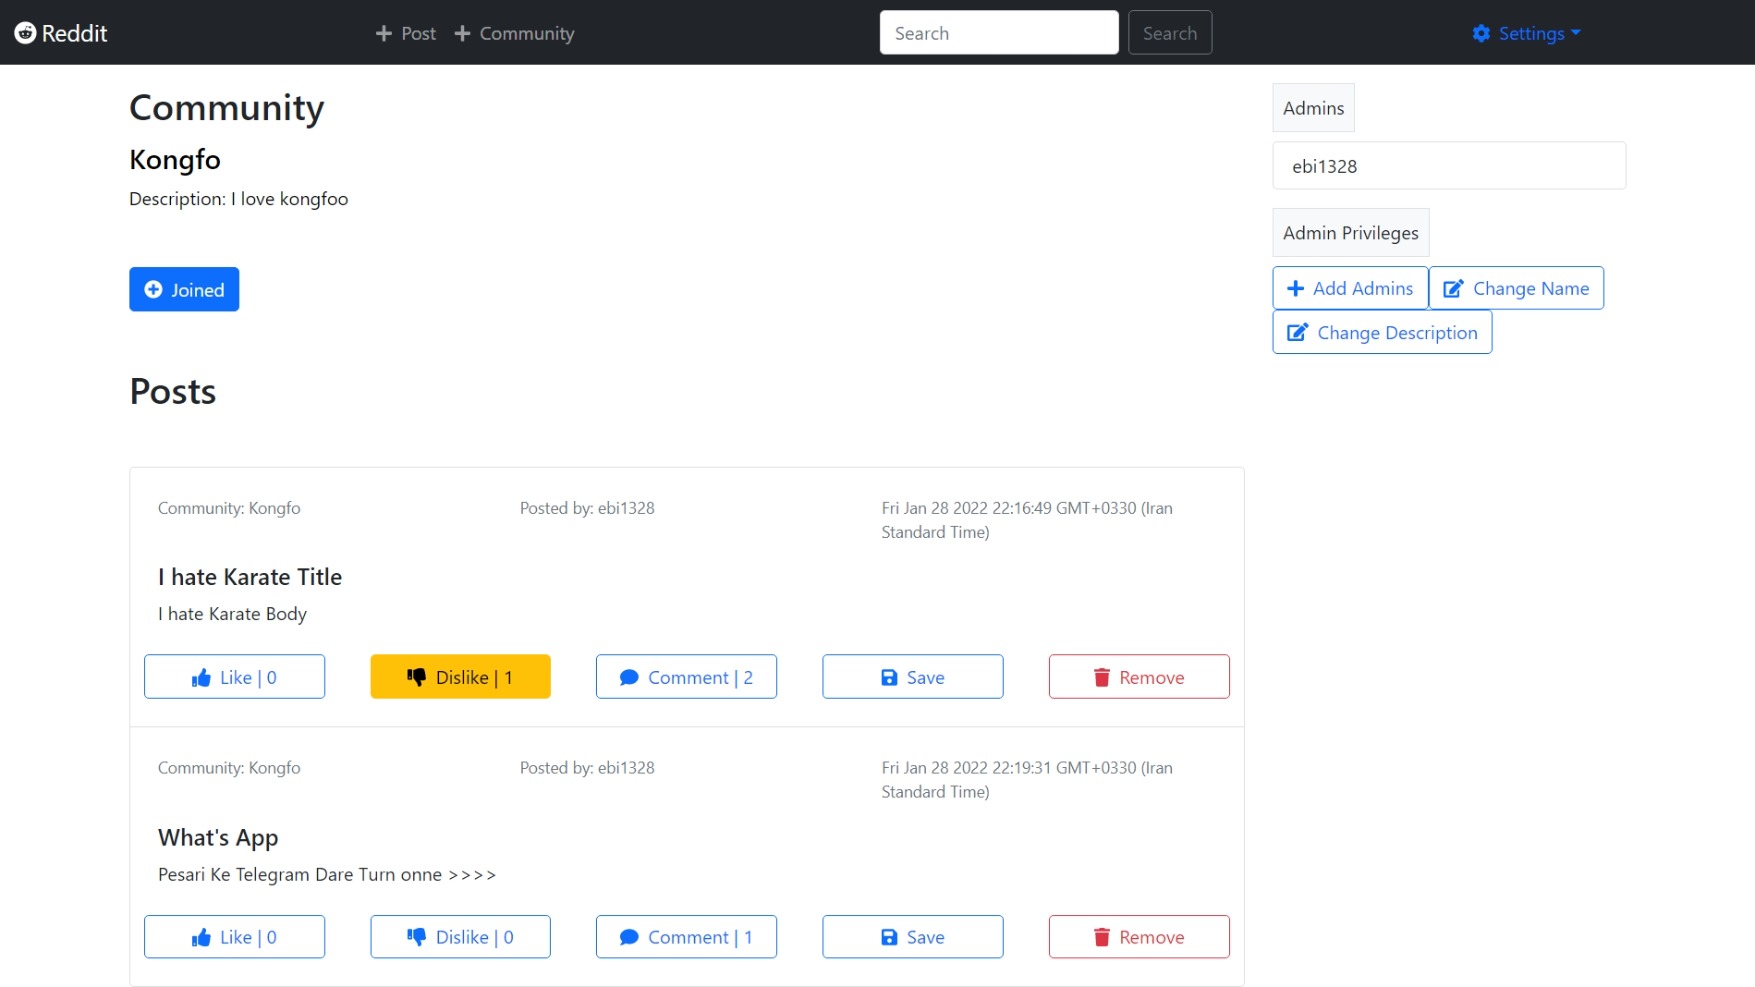 Reddit
Post
Community
Search
Search
Settings
Community
Kongfo
Description: I love kongfoo
Joined
Admins
ebi1328
Admin Privileges
Add Admins
Change Name
Change Description
Posts
Community: Kongfo
Posted by: ebi1328
Fri Jan 28 2022 22:16:49 GMT+0330 (Iran
Standard Time)
I hate Karate Title
I hate Karate Body
Like | 0
Dislike | 1
Comment | 2
Save
Remove
Community: Kongfo
Posted by: ebi1328
Fri Jan 28 2022 22:19:31 GMT+0330 (Iran
Standard Time)
What's App
Pesari Ke Telegram Dare Turn onne >>>>
Like | 0
Dislike | 0
Comment | 1
Save
Remove